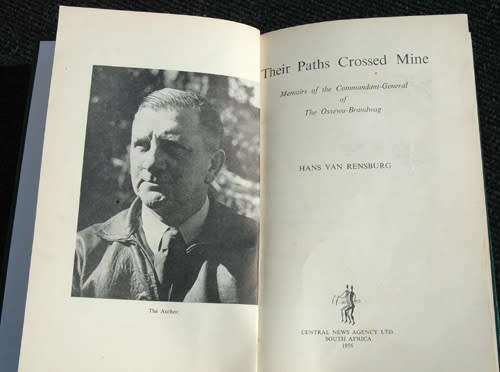 The Author
Their Paths Crossed Mine
Memoirs of the Commandant-General
of
The Ossewa-Brandwag
HANS VAN RENSBURG
CENTRAL NEWS AGENCY LTD.
SOUTH AFRICA
1956